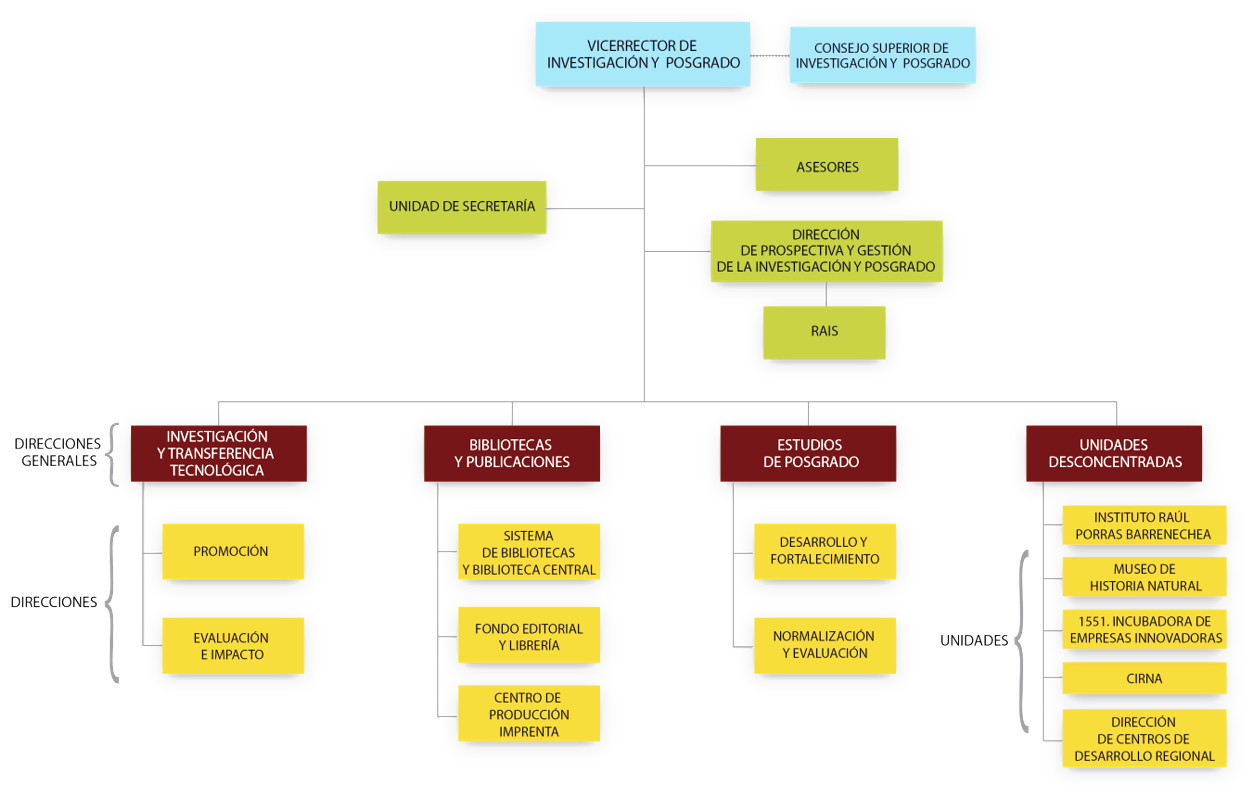 VICERRECTOR DE
INVESTIGACIÓN Y POSGRADO
CONSEJO SUPERIOR DE
INVESTIGACIÓN Y POSGRADO
ASESORES
UNIDAD DE SECRETARÍA
DIRECCIÓN
DE PROSPECTIVA Y GESTIÓN
DE LA INVESTIGACIÓN Y POSGRADO
RAIS
DIRECCIONES
GENERALES
INVESTIGACIÓN
Y TRANSFERENCIA
TECNOLÓGICA
BIBLIOTECAS
Y PUBLICACIONES
ESTUDIOS
DE POSGRADO
UNIDADES
DESCONCENTRADAS
DIRECCIONES
PROMOCIÓN
EVALUACIÓN
E IMPACTO
SISTEMA
DE BIBLIOTECAS
Y BIBLIOTECA CENTRAL
FONDO EDITORIAL
Y LIBRERÍA
CENTRO DE
PRODUCCIÓN
IMPRENTA
DESARROLLO Y
FORTALECIMIENTO
NORMALIZACIÓN
Y EVALUACIÓN
UNIDADES
INSTITUTO RAÚL
PORRAS BARRENECHEA
MUSEO DE
HISTORIA NATURAL
1551. INCUBADORA DE
EMPRESAS INNOVADORAS
CIRNA
DIRECCIÓN
DE CENTROS DE
DESARROLLO REGIONAL